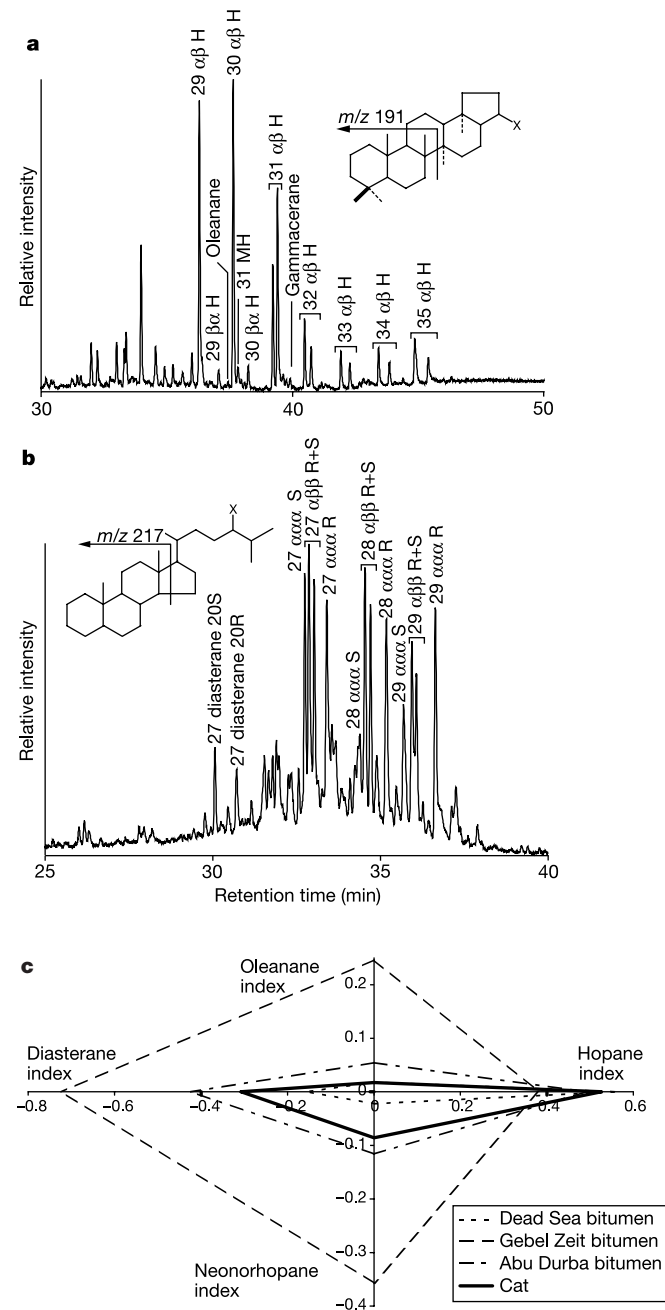 a
29 αβ H
30 αβ H
Oleanane
29 βα H
31 MH
30 βα H
31 αβ H
Gammacerane
32 αβ H
33 αβ H
34 αβ H
35 αβ H
m/z 191
X
Relative intensity
30
40
50
b
m/z 217
X
27 diasterane 20S
27 diasterane 20R
27 ααα S
27 αββ R+S
27 ααα R
28 ααα S
28 αββ R+S
28 ααα R
29 ααα S
29 αββ R+S
29 ααα R
Relative intensity
25
30
35
40
Retention time (min)
c
Oleanane
index
Diasterane
index
Hopane
index
Neonorhopane
index
0.2
0.1
–0.8
–0.6
–0.4
–0.2
0
0
0.2
0.4
0.6
–0.1
–0.2
–0.3
–0.4
Dead Sea bitumen
Gebel Zeit bitumen
Abu Durba bitumen
Cat